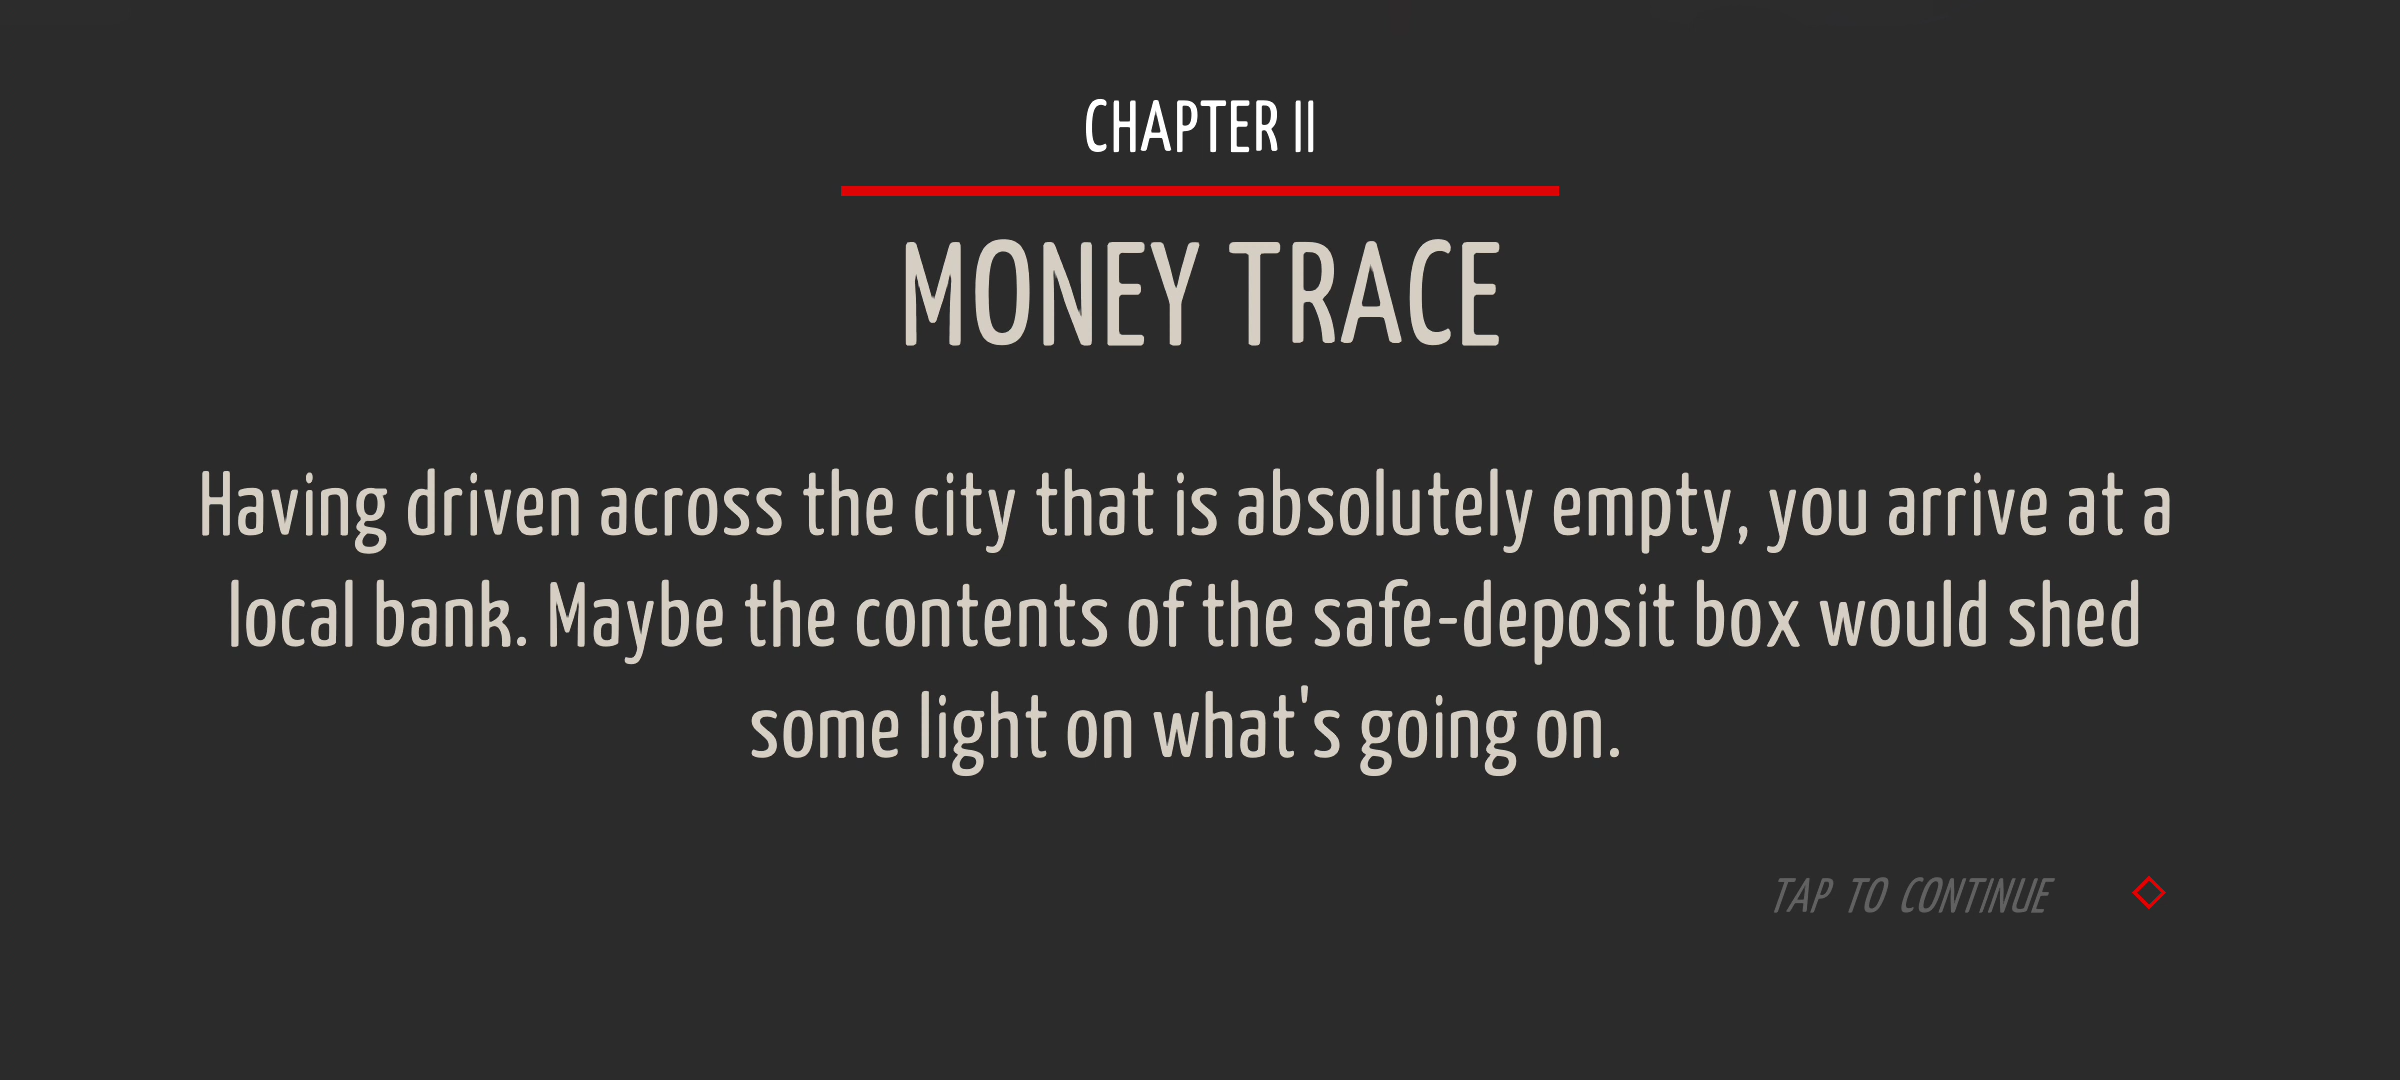 CHAPTER II
MONEY TRACE
Having driven across the city that is absolutely empty, you arrive at a
local bank. Maybe the contents of the safe-deposit box would shed
some light on what's going on.
TAP TO CONTINUE